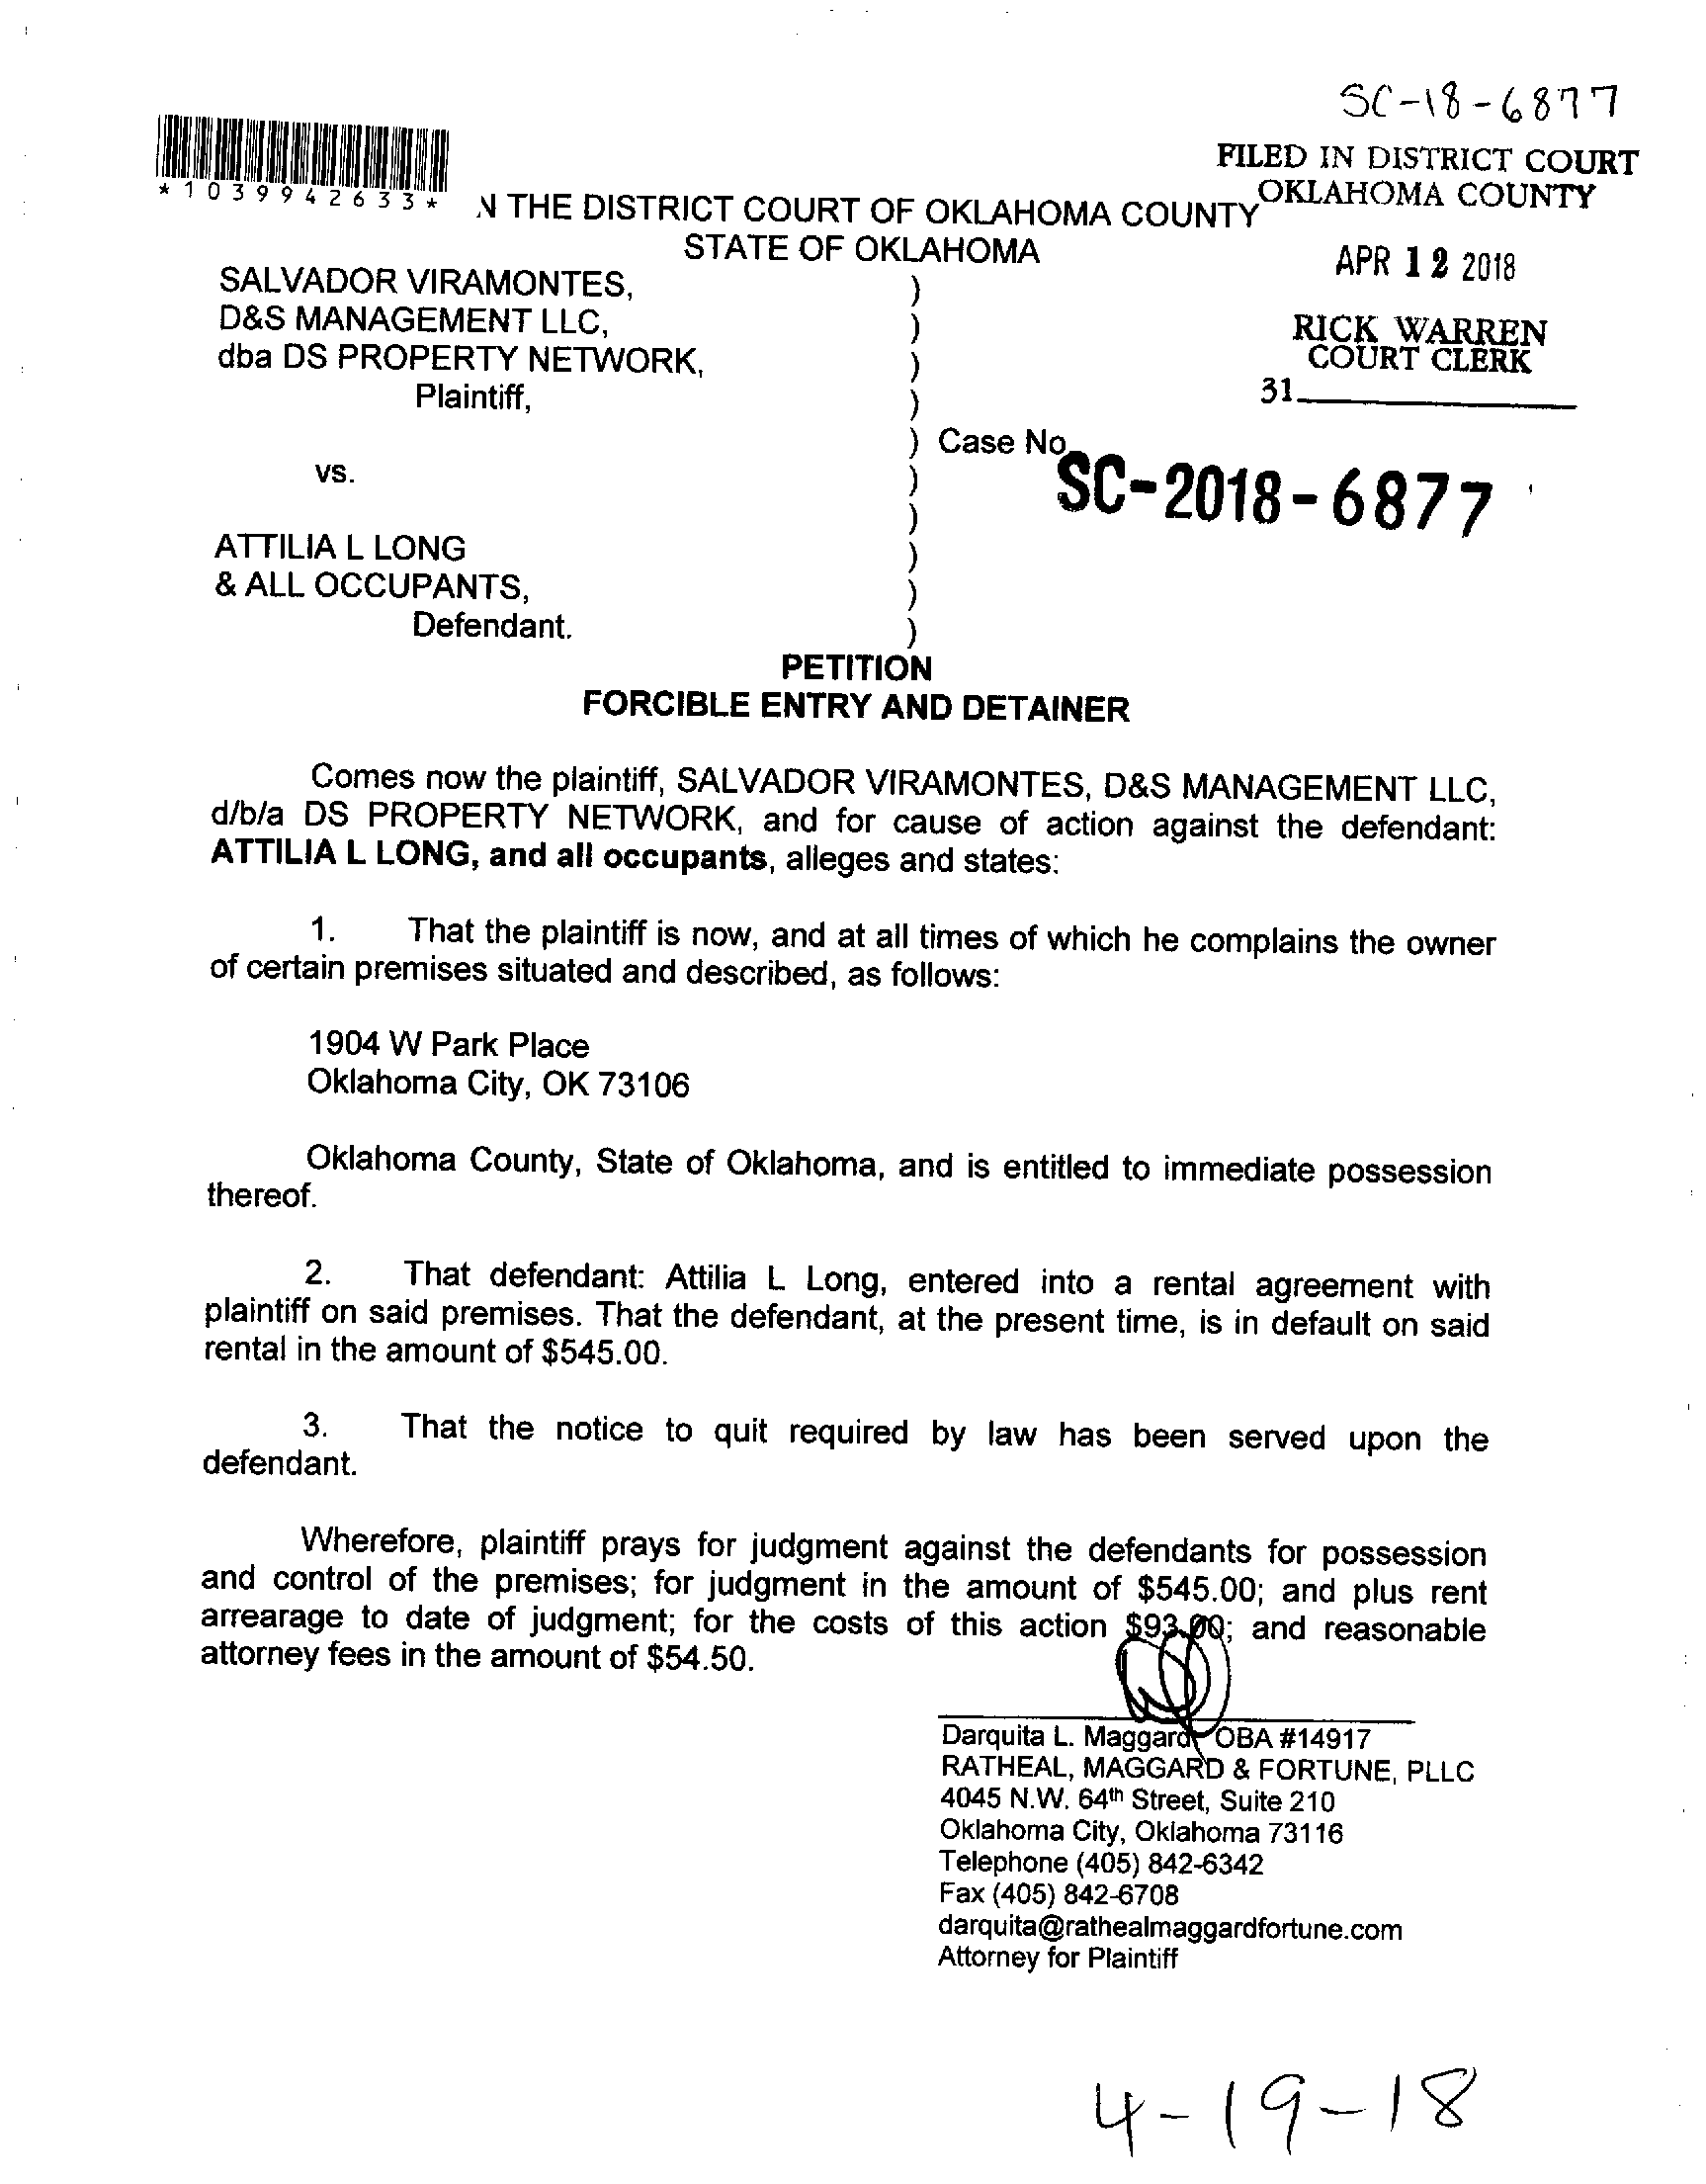 SC-18-6877
FILED IN DISTRICT COURT
OKLAHOMA COUNTY
*1039942633*
N THE DISTRICT COURT OF OKLAHOMA COUNTY
STATE OF OKLAHOMA
APR 12 2018
SALVADOR VIRAMONTES, )
D&S MANAGEMENT LLC, )
RICK WARREN
COURT CLERK
dba DS PROPERTY NETWORK, )
31.
Plaintiff, )
) Case No.
SC-2018-6877
vs. )
)
ATTILIA L LONG )
& ALL OCCUPANTS, )
Defendant. )
PETITION
FORCIBLE ENTRY AND DETAINER
Comes now the plaintiff, SALVADOR VIRAMONTES, D&S MANAGEMENT LLC,
d/b/a DS PROPERTY NETWORK, and for cause of action against the defendant:
ATTILIA L LONG, and all occupants, alleges and states:
1. That the plaintiff is now, and at all times of which he complains the owner
of certain premises situated and described, as follows:
1904 W Park Place
Oklahoma City, OK 73106
Oklahoma County, State of Oklahoma, and is entitled to immediate possession
thereof.
2. That defendant: Attilia L Long, entered into a rental agreement with
plaintiff on said premises. That the defendant, at the present time, is in default on said
rental in the amount of $545.00.
3. That the notice to quit required by law has been served upon the
defendant.
Wherefore, plaintiff prays for judgment against the defendants for possession
and control of the premises; for judgment in the amount of $545.00; and plus rent
arrearage to date of judgment; for the costs of this action $93.00; and reasonable
attorney fees in the amount of $54.50.
Darquita L. Maggard OBA #14917
RATHEAL, MAGGARD & FORTUNE, PLLC
4045 N.W. 64th Street, Suite 210
Oklahoma City, Oklahoma 73116
Telephone (405) 842-6342
Fax (405) 842-6708
darquita@rathealmaggardfortune.com
Attorney for Plaintiff
4-19-18